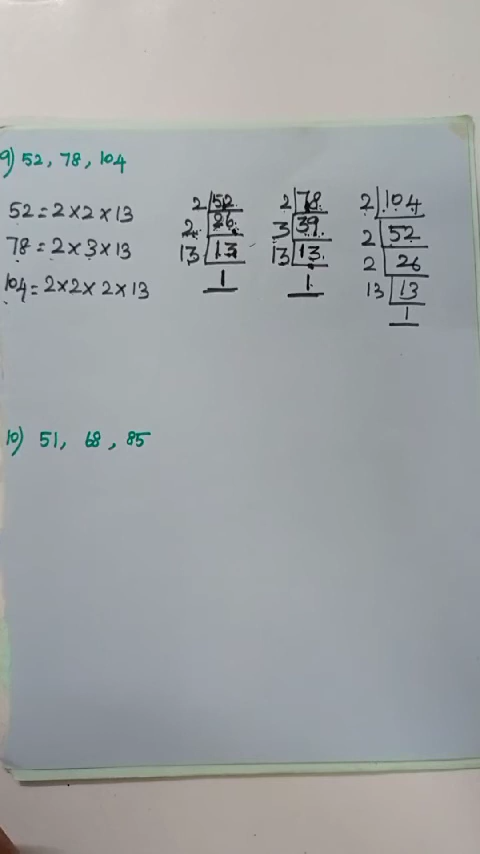 9) 52, 78, 104
52 = 2 × 2 × 13
78 = 2 × 3 × 13
104 = 2 × 2 × 2 × 13
2 52
2 26
13 13
1
2 78
3 39
13 13
1
2 104
2 52
2 26
13 13
1
10) 51, 68, 85